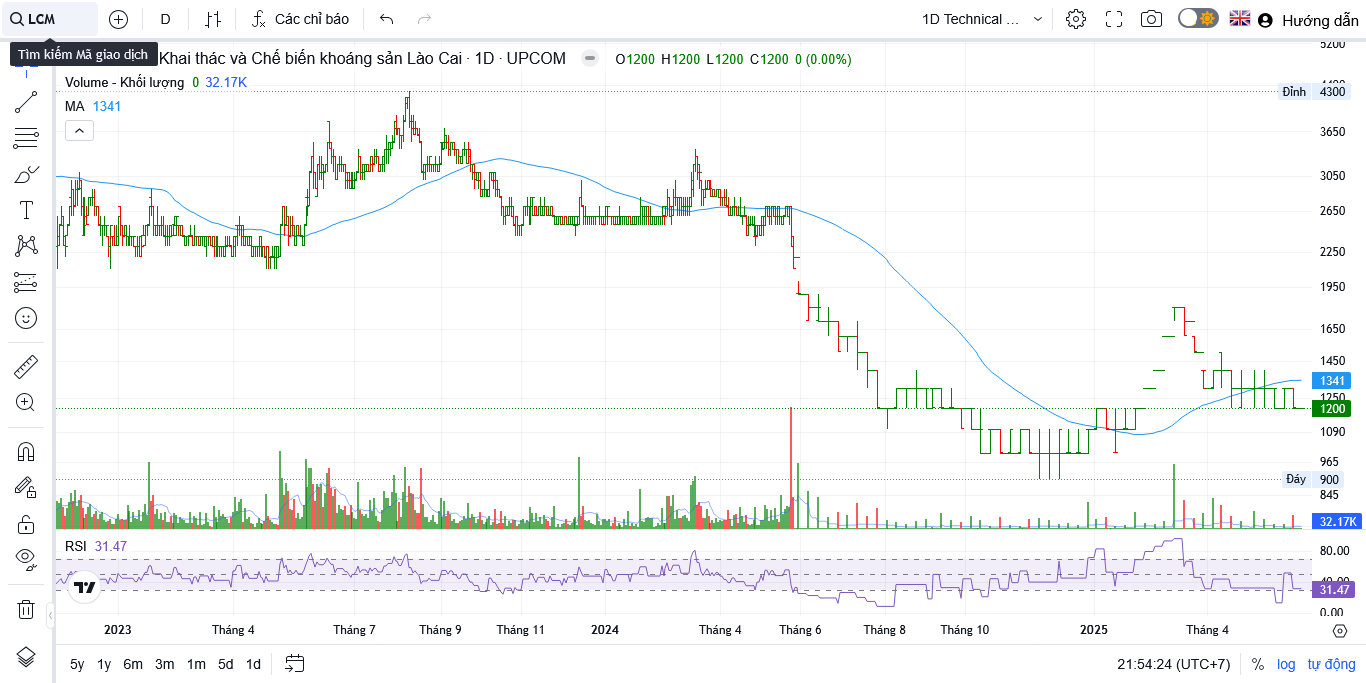 LCM D Các chỉ báo 1D Technical ... Hướng dẫn
Tìm kiếm Mã giao dịch Khai thác và Chế biến khoáng sản Lào Cai · 1D · UPCOM O1200 H1200 L1200 C1200 0 (0.00%)
Volume - Khối lượng 0 32.17K
MA 1341
5200
4400
Đỉnh 4300
3650
3050
2650
2250
1950
1650
1450
1341
1250
1200
1090
965
Đáy 900
845
32.17K
RSI 31.47
80.00
40.00
31.47
0.00
2023 Tháng 4 Tháng 7 Tháng 9 Tháng 11 2024 Tháng 4 Tháng 6 Tháng 8 Tháng 10 2025 Tháng 4
5y 1y 6m 3m 1m 5d 1d 21:54:24 (UTC+7) % log tự động